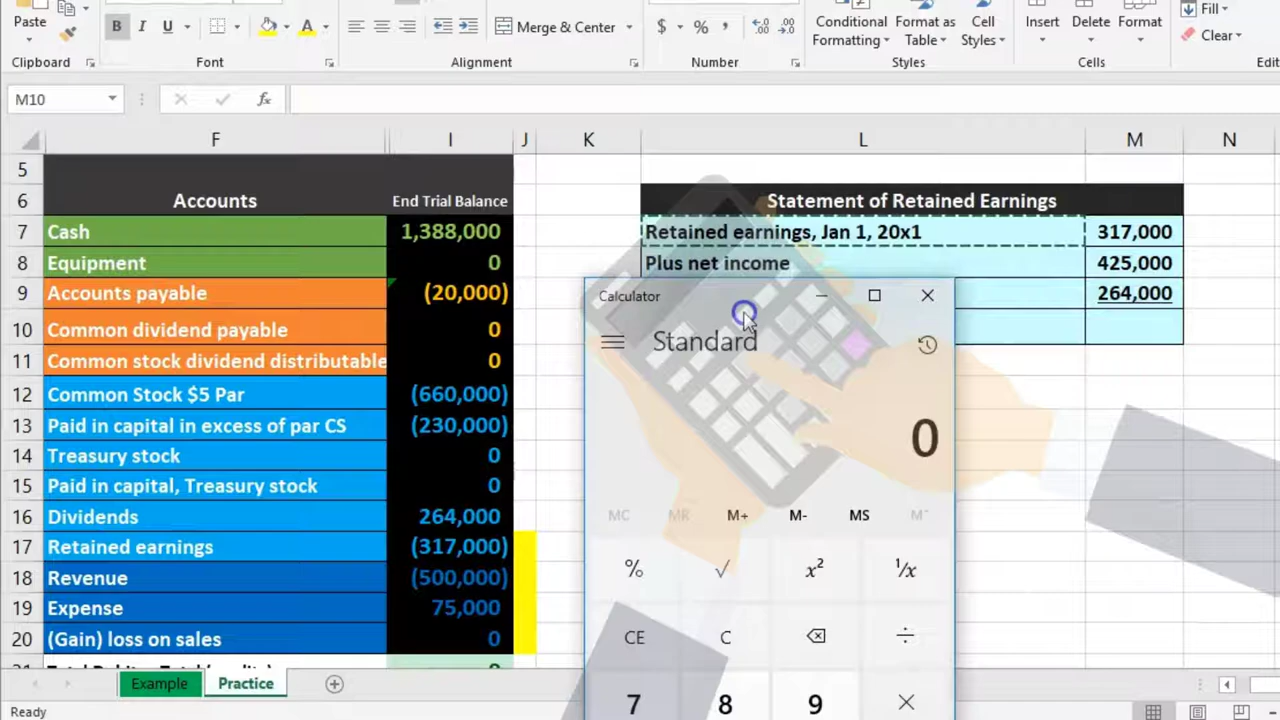 Paste
B I U A $ % , .00 .00
Merge & Center
Conditional Formatting
Format as Table
Cell Styles
Insert Delete Format
Fill
Clear
Clipboard Font Alignment Number Styles Cells
M10 fx
F I J K L M N
5
6 Accounts End Trial Balance Statement of Retained Earnings
7 Cash 1,388,000 Retained earnings, Jan 1, 20x1 317,000
8 Equipment 0 Plus net income 425,000
9 Accounts payable (20,000) 264,000
10 Common dividend payable 0
11 Common stock dividend distributable 0
12 Common Stock $5 Par (660,000)
13 Paid in capital in excess of par CS (230,000)
14 Treasury stock 0
15 Paid in capital, Treasury stock 0
16 Dividends 264,000
17 Retained earnings (317,000)
18 Revenue (500,000)
19 Expense 75,000
20 (Gain) loss on sales 0
Calculator
Standard
0
MC MR M+ M- MS M˅
% √ x² ¹/x
CE C ⌫ ÷
7 8 9 ×
Example Practice
Ready